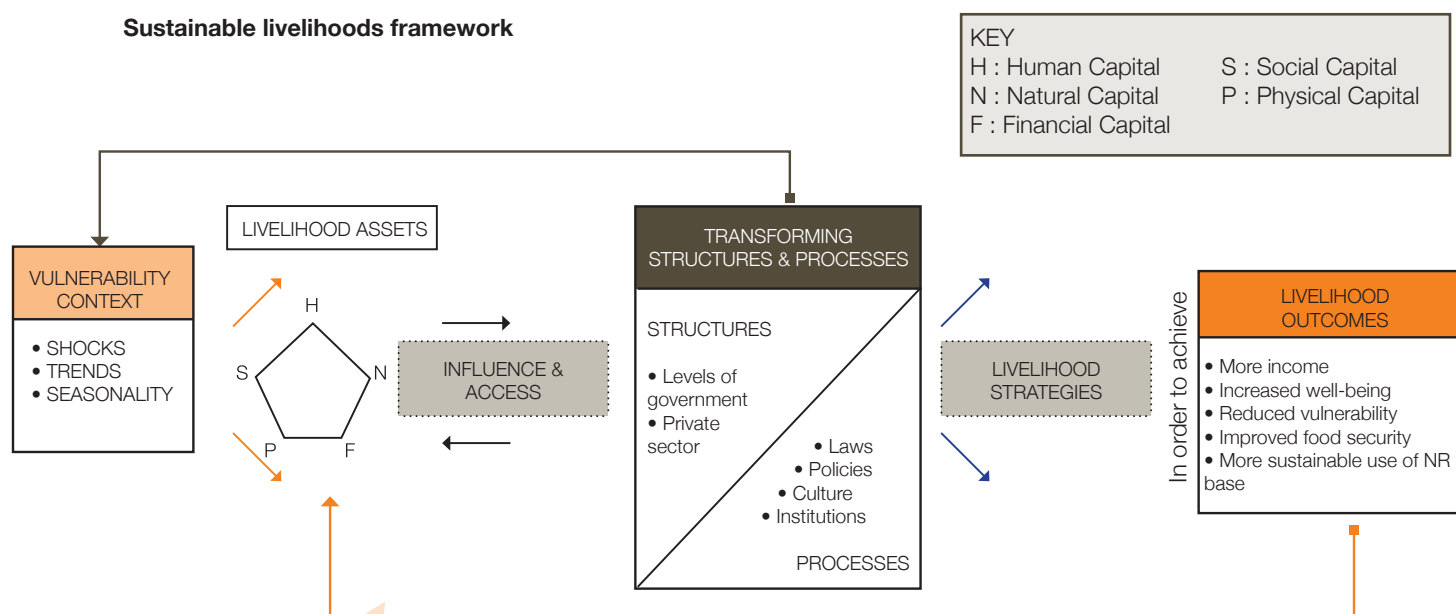 Sustainable livelihoods framework
KEY
H : Human Capital
S : Social Capital
N : Natural Capital
P : Physical Capital
F : Financial Capital
LIVELIHOOD ASSETS
VULNERABILITY
CONTEXT
• SHOCKS
• TRENDS
• SEASONALITY
H
S
N
P
F
INFLUENCE &
ACCESS
TRANSFORMING
STRUCTURES & PROCESSES
STRUCTURES
• Levels of
government
• Private
sector
• Laws
• Policies
• Culture
• Institutions
PROCESSES
LIVELIHOOD
STRATEGIES
In order to achieve
LIVELIHOOD
OUTCOMES
• More income
• Increased well-being
• Reduced vulnerability
• Improved food security
• More sustainable use of NR
base